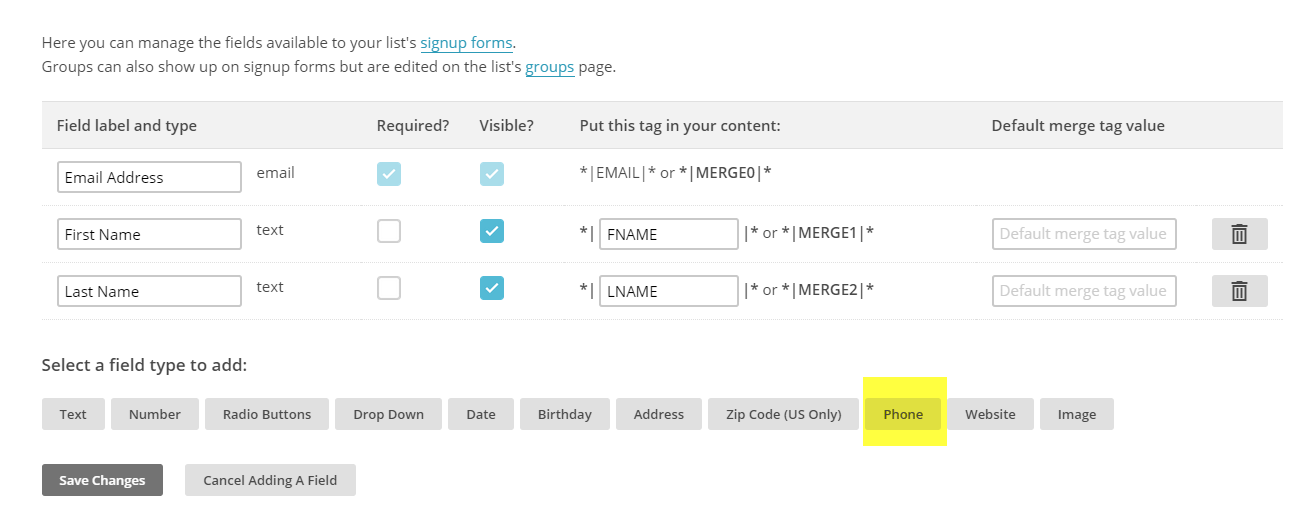 Here you can manage the fields available to your list's signup forms.
Groups can also show up on signup forms but are edited on the list's groups page.
Field label and type Required? Visible? Put this tag in your content: Default merge tag value
Email Address email *|EMAIL|* or *|MERGE0|*
First Name text *| FNAME |* or *|MERGE1|* Default merge tag value
Last Name text *| LNAME |* or *|MERGE2|* Default merge tag value
Select a field type to add:
Text Number Radio Buttons Drop Down Date Birthday Address Zip Code (US Only) Phone Website Image
Save Changes Cancel Adding A Field